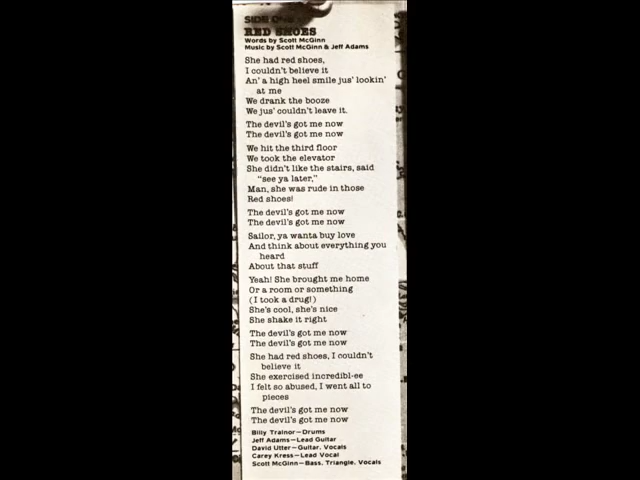 SIDE ONE
RED SHOES
Words by Scott McGinn
Music by Scott McGinn & Jeff Adams
She had red shoes,
I couldn't believe it
An' a high heel smile jus' lookin'
at me
We drank the booze
We jus' couldn't leave it.
The devil's got me now
The devil's got me now
We hit the third floor
We took the elevator
She didn't like the stairs, said
"see ya later,"
Man, she was rude in those
Red shoes!
The devil's got me now
The devil's got me now
Sailor, ya wanta buy love
And think about everything you
heard
About that stuff
Yeah! She brought me home
Or a room or something
(I took a drug!)
She's cool, she's nice
She shake it right
The devil's got me now
The devil's got me now
She had red shoes, I couldn't
believe it
She exercised incredibl-ee
I felt so abused, I went all to
pieces
The devil's got me now
The devil's got me now
Billy Trainor—Drums
Jeff Adams—Lead Guitar
David Utter—Guitar, Vocals
Carey Kress—Lead Vocal
Scott McGinn—Bass, Triangle, Vocals